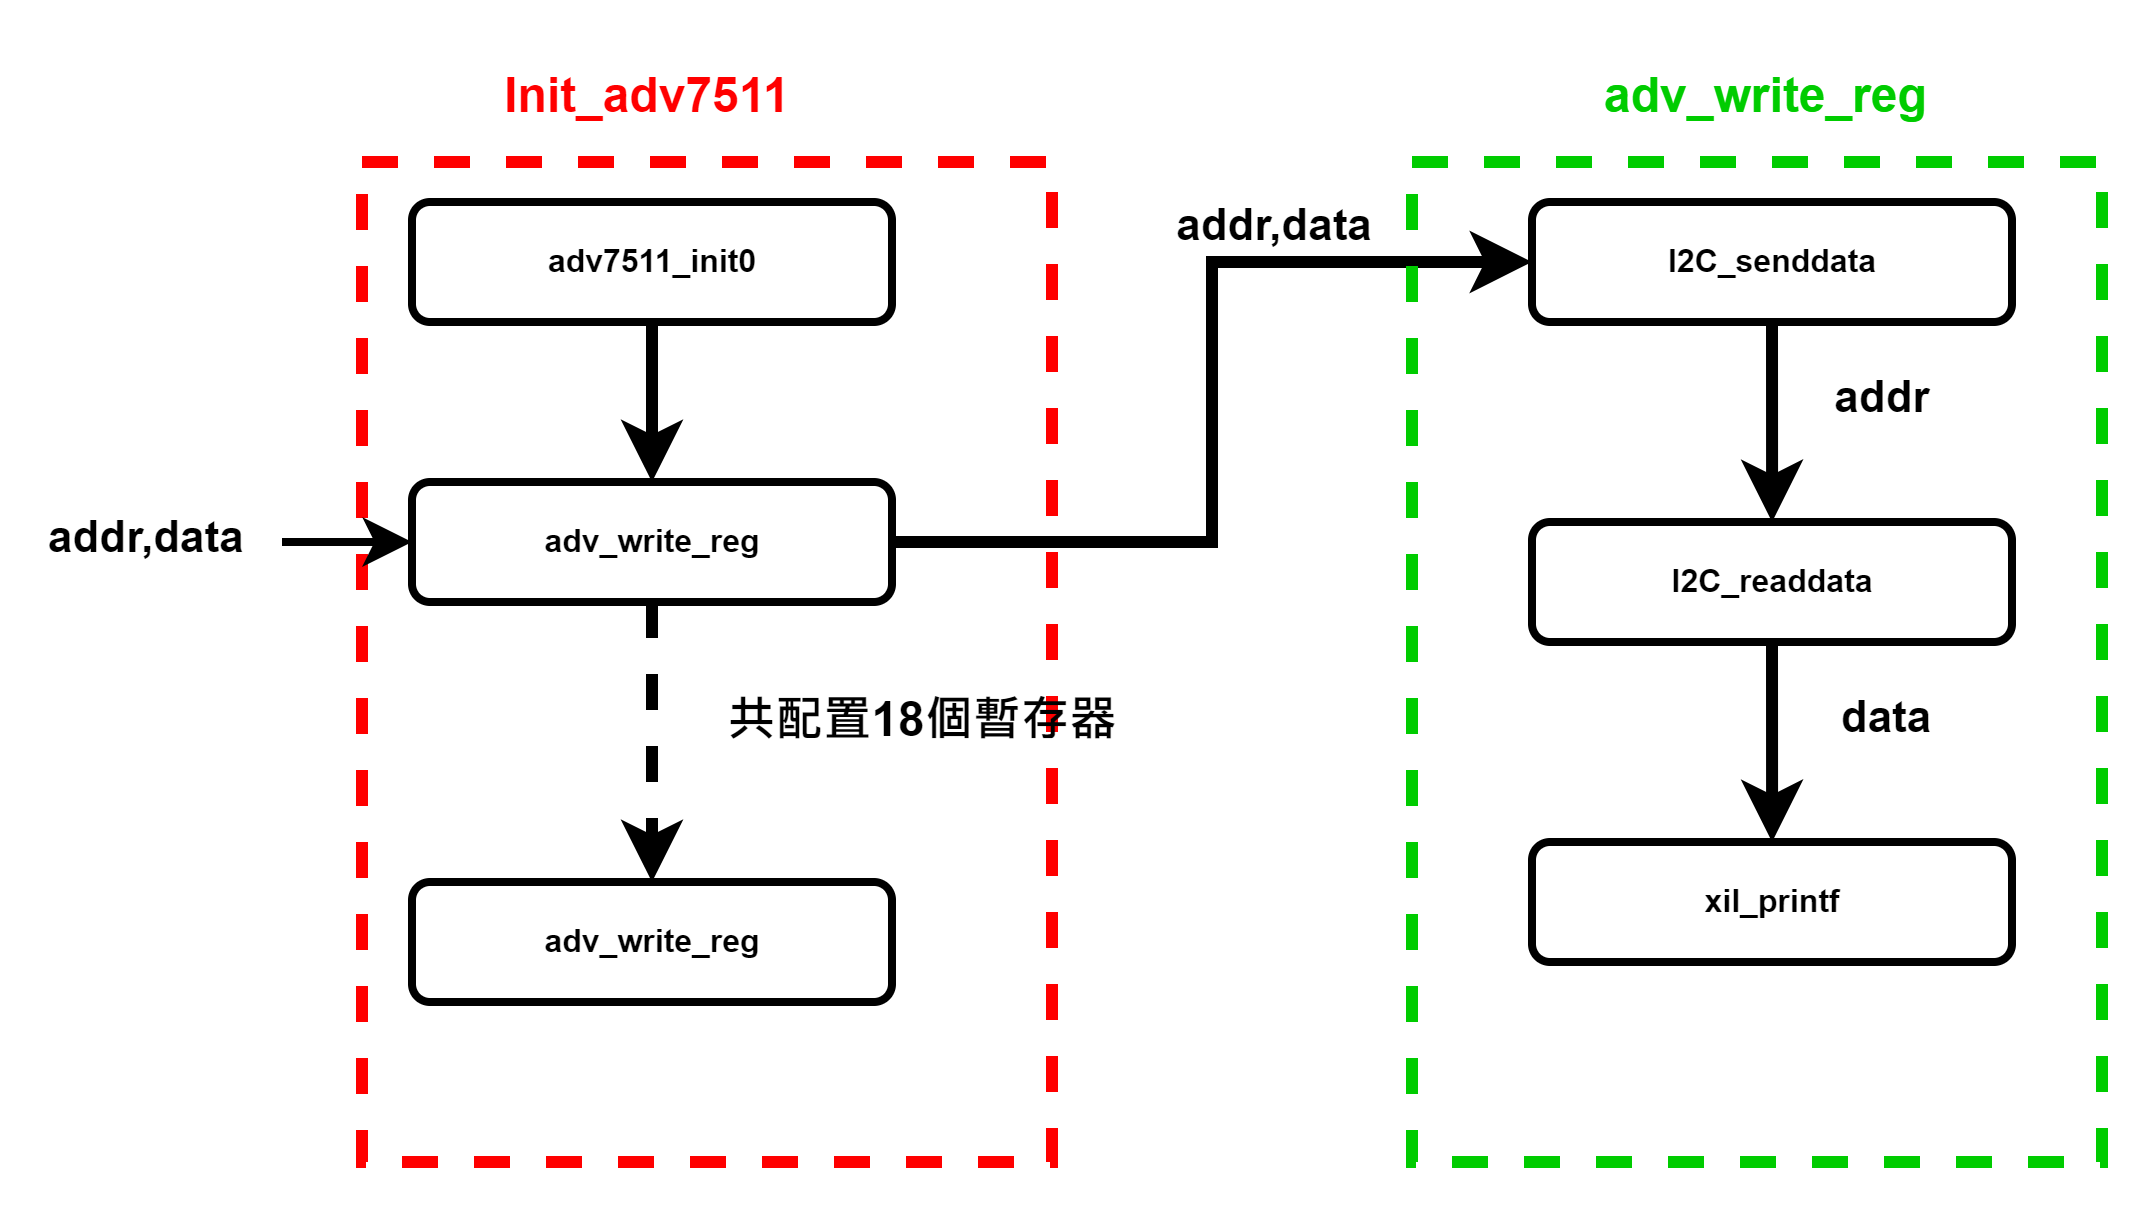 Init_adv7511
adv7511_init0
addr,data
adv_write_reg
共配置18個暫存器
adv_write_reg
addr,data
adv_write_reg
I2C_senddata
addr
I2C_readdata
data
xil_printf